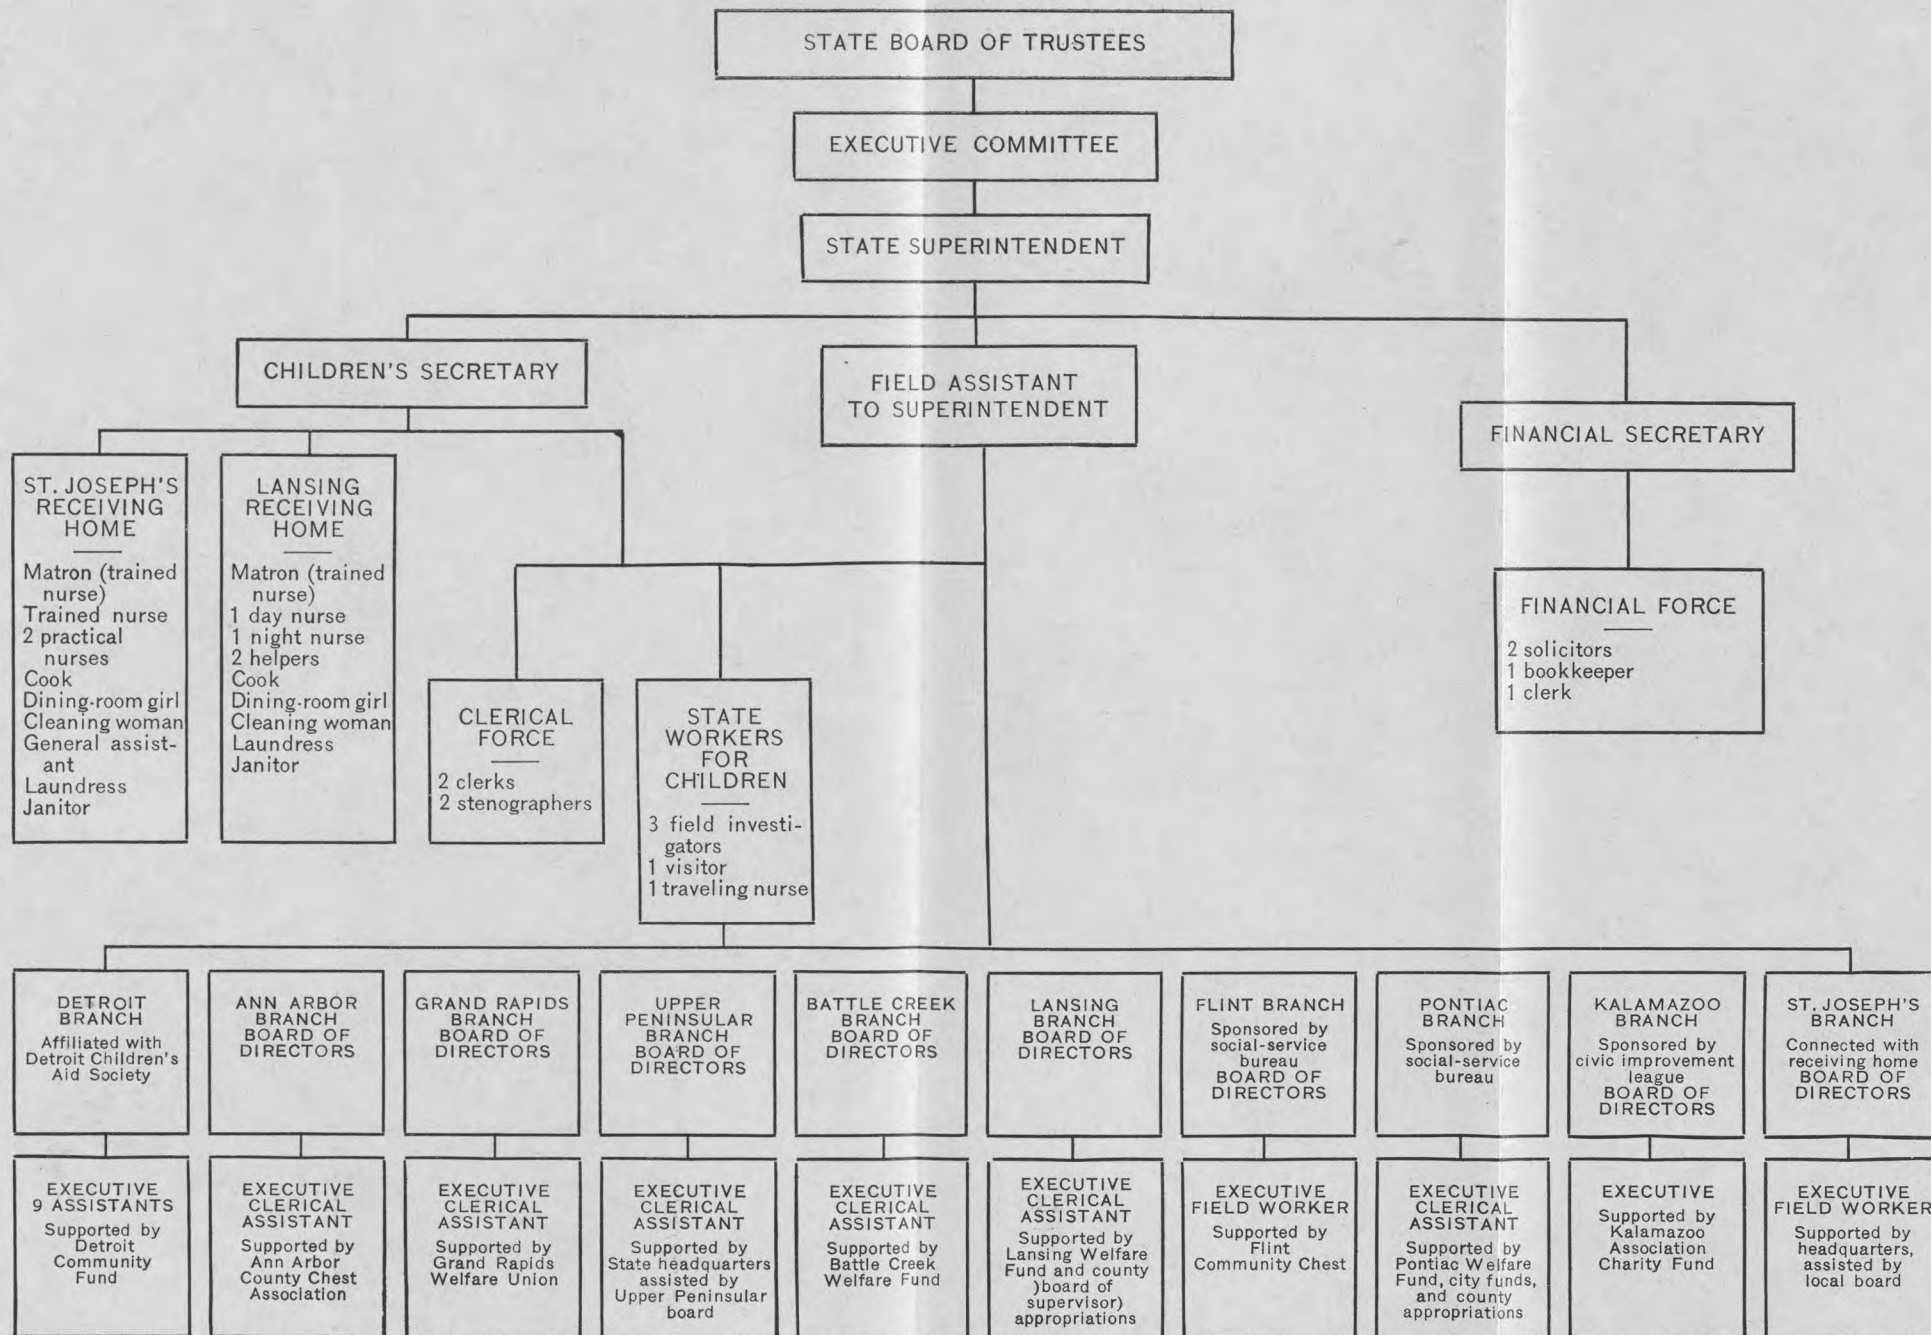 STATE BOARD OF TRUSTEES
EXECUTIVE COMMITTEE
STATE SUPERINTENDENT
CHILDREN'S SECRETARY
FIELD ASSISTANT
TO SUPERINTENDENT
FINANCIAL SECRETARY
ST. JOSEPH'S
RECEIVING
HOME
Matron (trained
nurse)
Trained nurse
2 practical
nurses
Cook
Dining-room girl
Cleaning woman
General assist-
ant
Laundress
Janitor
LANSING
RECEIVING
HOME
Matron (trained
nurse)
1 day nurse
1 night nurse
2 helpers
Cook
Dining-room girl
Cleaning woman
Laundress
Janitor
CLERICAL
FORCE
2 clerks
2 stenographers
STATE
WORKERS
FOR
CHILDREN
3 field investi-
gators
1 visitor
1 traveling nurse
FINANCIAL FORCE
2 solicitors
1 bookkeeper
1 clerk
DETROIT
BRANCH
Affiliated with
Detroit Children's
Aid Society
ANN ARBOR
BRANCH
BOARD OF
DIRECTORS
GRAND RAPIDS
BRANCH
BOARD OF
DIRECTORS
UPPER
PENINSULAR
BRANCH
BOARD OF
DIRECTORS
BATTLE CREEK
BRANCH
BOARD OF
DIRECTORS
LANSING
BRANCH
BOARD OF
DIRECTORS
FLINT BRANCH
Sponsored by
social-service
bureau
BOARD OF
DIRECTORS
PONTIAC
BRANCH
Sponsored by
social-service
bureau
KALAMAZOO
BRANCH
Sponsored by
civic improvement
league
BOARD OF
DIRECTORS
ST. JOSEPH'S
BRANCH
Connected with
receiving home
BOARD OF
DIRECTORS
EXECUTIVE
9 ASSISTANTS
Supported by
Detroit
Community
Fund
EXECUTIVE
CLERICAL
ASSISTANT
Supported by
Ann Arbor
County Chest
Association
EXECUTIVE
CLERICAL
ASSISTANT
Supported by
Grand Rapids
Welfare Union
EXECUTIVE
CLERICAL
ASSISTANT
Supported by
State headquarters
assisted by
Upper Peninsular
board
EXECUTIVE
CLERICAL
ASSISTANT
Supported by
Battle Creek
Welfare Fund
EXECUTIVE
CLERICAL
ASSISTANT
Supported by
Lansing Welfare
Fund and county
)board of
supervisor)
appropriations
EXECUTIVE
FIELD WORKER
Supported by
Flint
Community Chest
EXECUTIVE
CLERICAL
ASSISTANT
Supported by
Pontiac Welfare
Fund, city funds,
and county
appropriations
EXECUTIVE
Supported by
Kalamazoo
Association
Charity Fund
EXECUTIVE
FIELD WORKER
Supported by
headquarters,
assisted by
local board